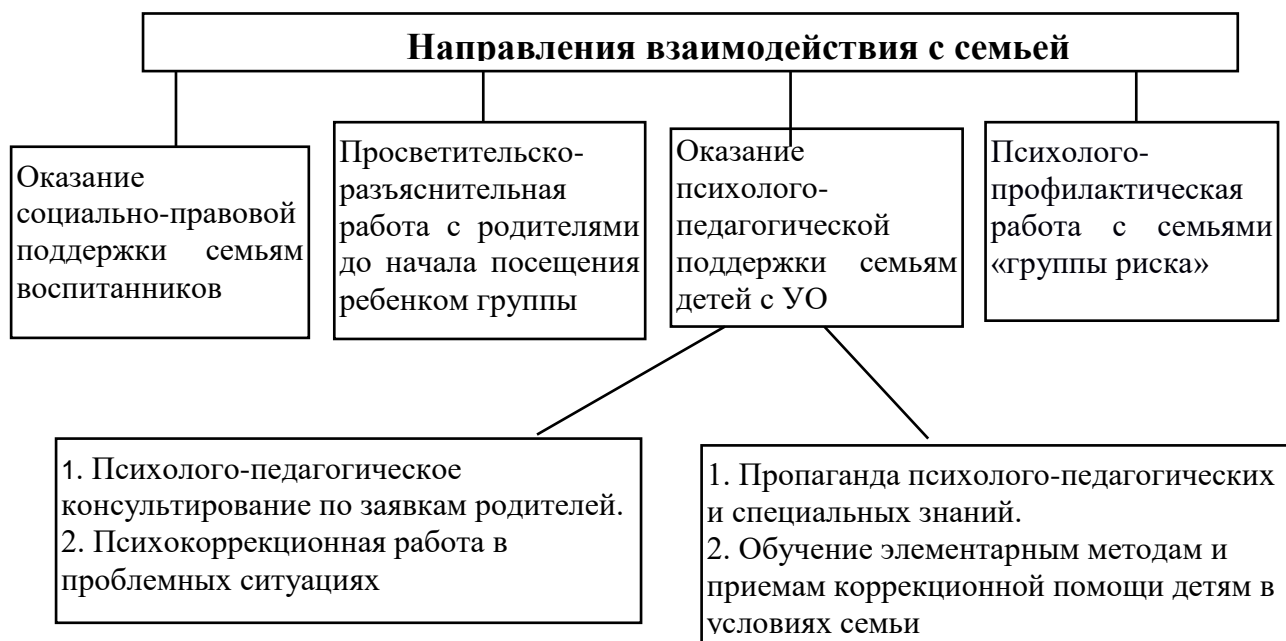 Направления взаимодействия с семьей
Оказание
социально-правовой
поддержки семьям
воспитанников
Просветительско-
разъяснительная
работа с родителями
до начала посещения
ребенком группы
Оказание
психолого-
педагогической
поддержки семьям
детей с УО
Психолого-
профилактическая
работа с семьями
«группы риска»
1. Психолого-педагогическое
консультирование по заявкам родителей.
2. Психокоррекционная работа в
проблемных ситуациях
1. Пропаганда психолого-педагогических
и специальных знаний.
2. Обучение элементарным методам и
приемам коррекционной помощи детям в
условиях семьи